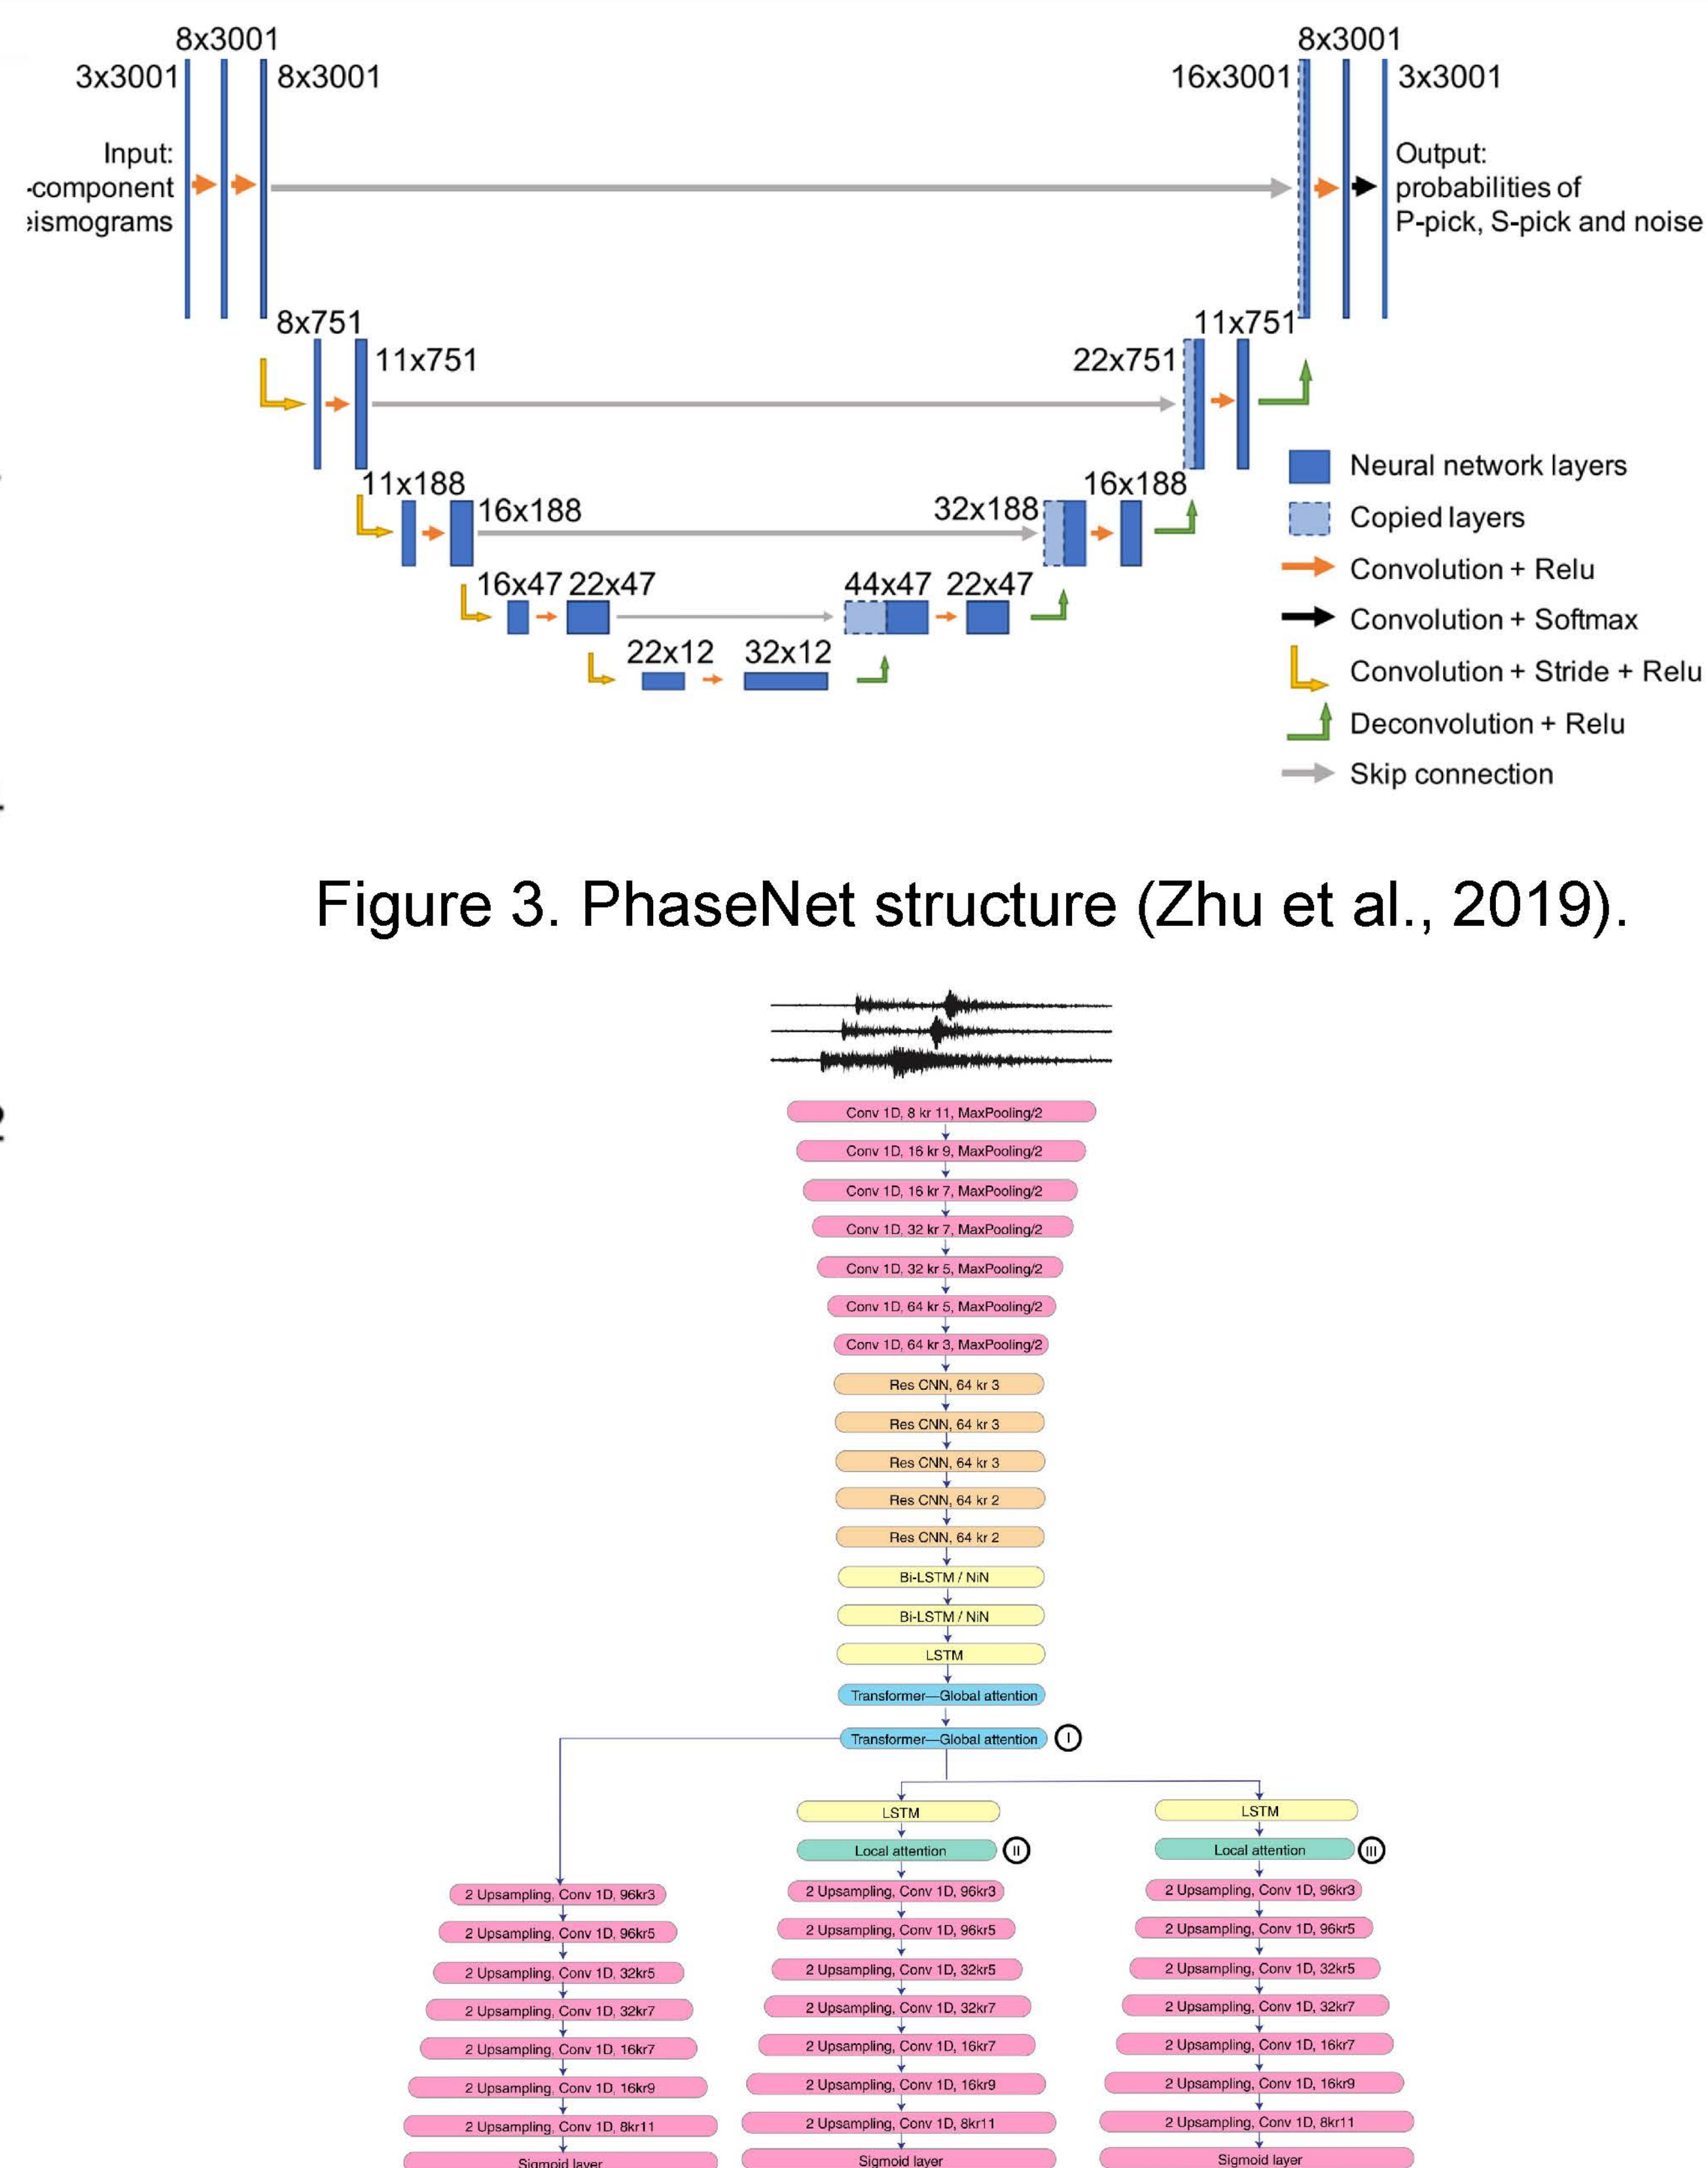 8x3001
3x3001
8x3001
Input:
-component
ismograms
8x3001
16x3001
3x3001
Output:
probabilities of
P-pick, S-pick and noise
8x751
11x751
11x751
22x751
11x188
16x188
16x188
32x188
16x47 22x47
44x47 22x47
22x12 32x12
Neural network layers
Copied layers
Convolution + Relu
Convolution + Softmax
Convolution + Stride + Relu
Deconvolution + Relu
Skip connection
Figure 3. PhaseNet structure (Zhu et al., 2019).
Conv 1D, 8 kr 11, MaxPooling/2
Conv 1D, 16 kr 9, MaxPooling/2
Conv 1D, 16 kr 7, MaxPooling/2
Conv 1D, 32 kr 7, MaxPooling/2
Conv 1D, 32 kr 5, MaxPooling/2
Conv 1D, 64 kr 5, MaxPooling/2
Conv 1D, 64 kr 3, MaxPooling/2
Res CNN, 64 kr 3
Res CNN, 64 kr 3
Res CNN, 64 kr 3
Res CNN, 64 kr 2
Res CNN, 64 kr 2
Bi-LSTM / NiN
Bi-LSTM / NiN
LSTM
Transformer—Global attention
Transformer—Global attention
I
2 Upsampling, Conv 1D, 96kr3
2 Upsampling, Conv 1D, 96kr5
2 Upsampling, Conv 1D, 32kr5
2 Upsampling, Conv 1D, 32kr7
2 Upsampling, Conv 1D, 16kr7
2 Upsampling, Conv 1D, 16kr9
2 Upsampling, Conv 1D, 8kr11
Sigmoid layer
LSTM
Local attention
II
2 Upsampling, Conv 1D, 96kr3
2 Upsampling, Conv 1D, 96kr5
2 Upsampling, Conv 1D, 32kr5
2 Upsampling, Conv 1D, 32kr7
2 Upsampling, Conv 1D, 16kr7
2 Upsampling, Conv 1D, 16kr9
2 Upsampling, Conv 1D, 8kr11
Sigmoid layer
LSTM
Local attention
III
2 Upsampling, Conv 1D, 96kr3
2 Upsampling, Conv 1D, 96kr5
2 Upsampling, Conv 1D, 32kr5
2 Upsampling, Conv 1D, 32kr7
2 Upsampling, Conv 1D, 16kr7
2 Upsampling, Conv 1D, 16kr9
2 Upsampling, Conv 1D, 8kr11
Sigmoid layer